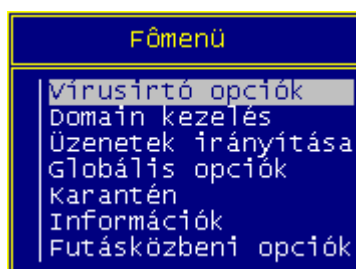 Fômenü
Vírusirtó opciók
Domain kezelés
Üzenetek irányítása
Globális opciók
Karantén
Információk
Futásközbeni opciók